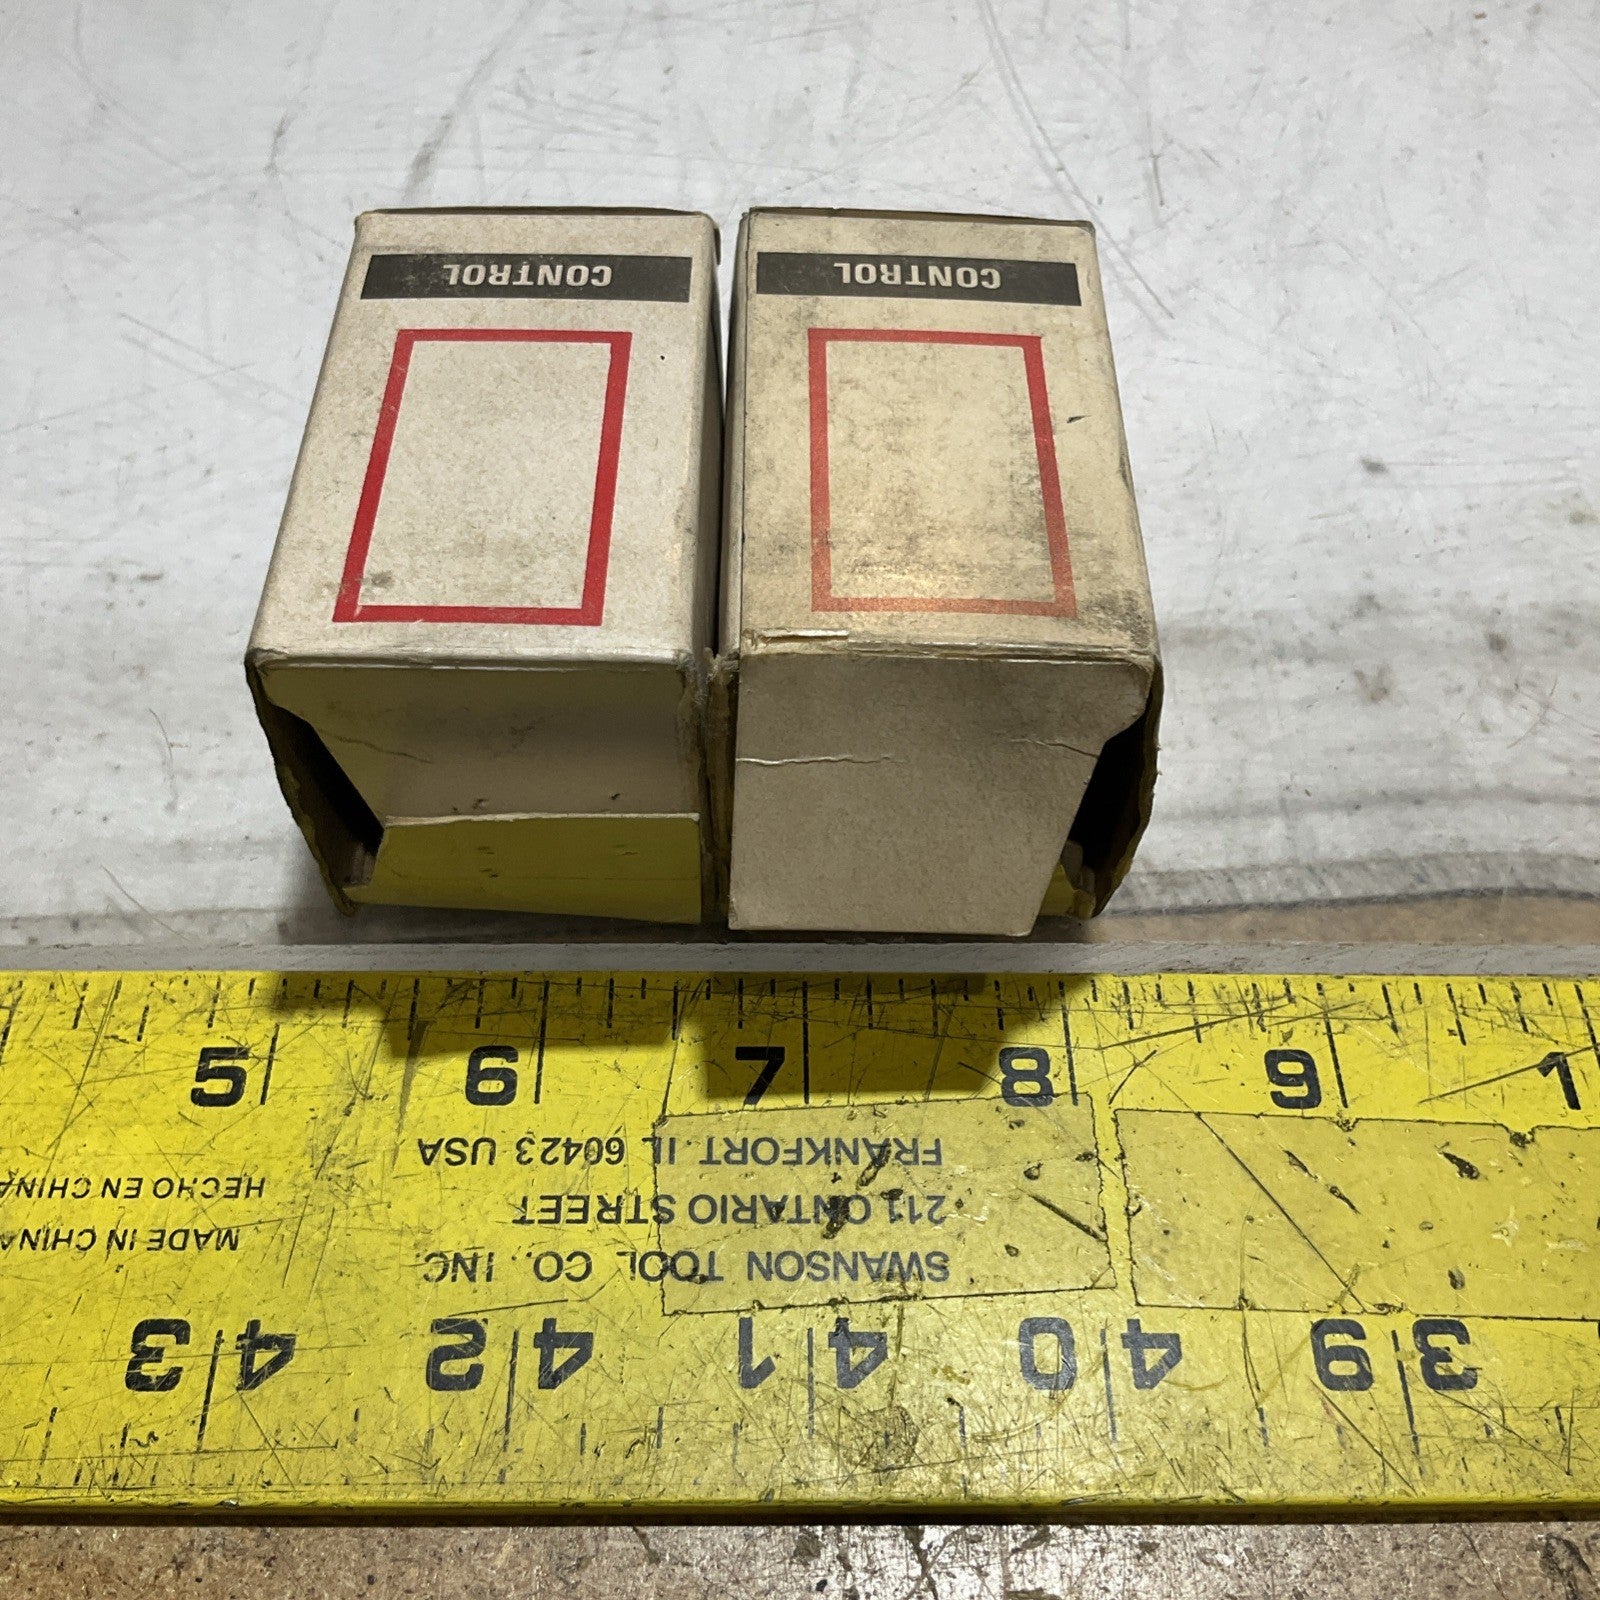 CONTROL CONTROL
5 6 7 8 9 1
FRANKFORT. IL 60423 USA
HECHO EN CHINA
211 ONTARIO STREET
MADE IN CHINA
SWANSON TOOL CO., INC.
43 42 41 40 39